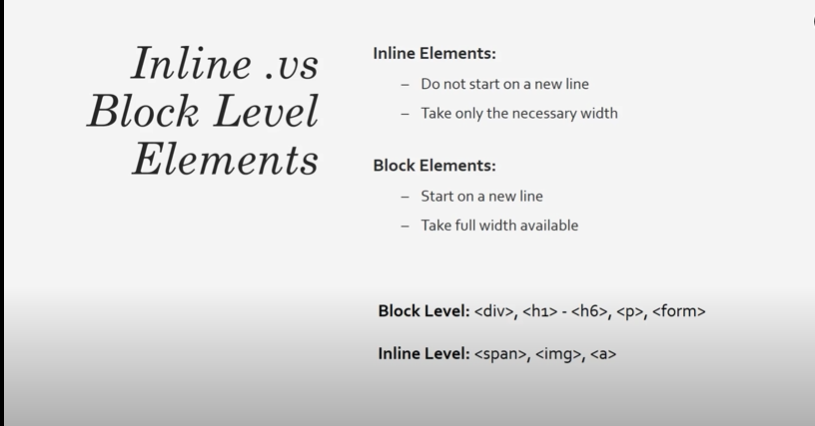 Inline .vs
Block Level
Elements
Inline Elements:
– Do not start on a new line
– Take only the necessary width
Block Elements:
– Start on a new line
– Take full width available
Block Level: <div>, <h1> - <h6>, <p>, <form>
Inline Level: <span>, <img>, <a>